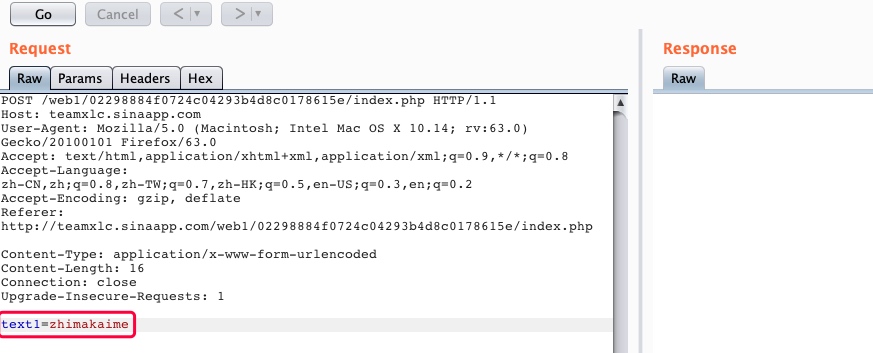 Go Cancel < > 
Request Response
Raw Params Headers Hex Raw
POST /web1/02298884f0724c04293b4d8c0178615e/index.php HTTP/1.1
Host: teamxlc.sinaapp.com
User-Agent: Mozilla/5.0 (Macintosh; Intel Mac OS X 10.14; rv:63.0)
Gecko/20100101 Firefox/63.0
Accept: text/html,application/xhtml+xml,application/xml;q=0.9,*/*;q=0.8
Accept-Language:
zh-CN,zh;q=0.8,zh-TW;q=0.7,zh-HK;q=0.5,en-US;q=0.3,en;q=0.2
Accept-Encoding: gzip, deflate
Referer:
http://teamxlc.sinaapp.com/web1/02298884f0724c04293b4d8c0178615e/index.php
Content-Type: application/x-www-form-urlencoded
Content-Length: 16
Connection: close
Upgrade-Insecure-Requests: 1
text1=zhimakaime